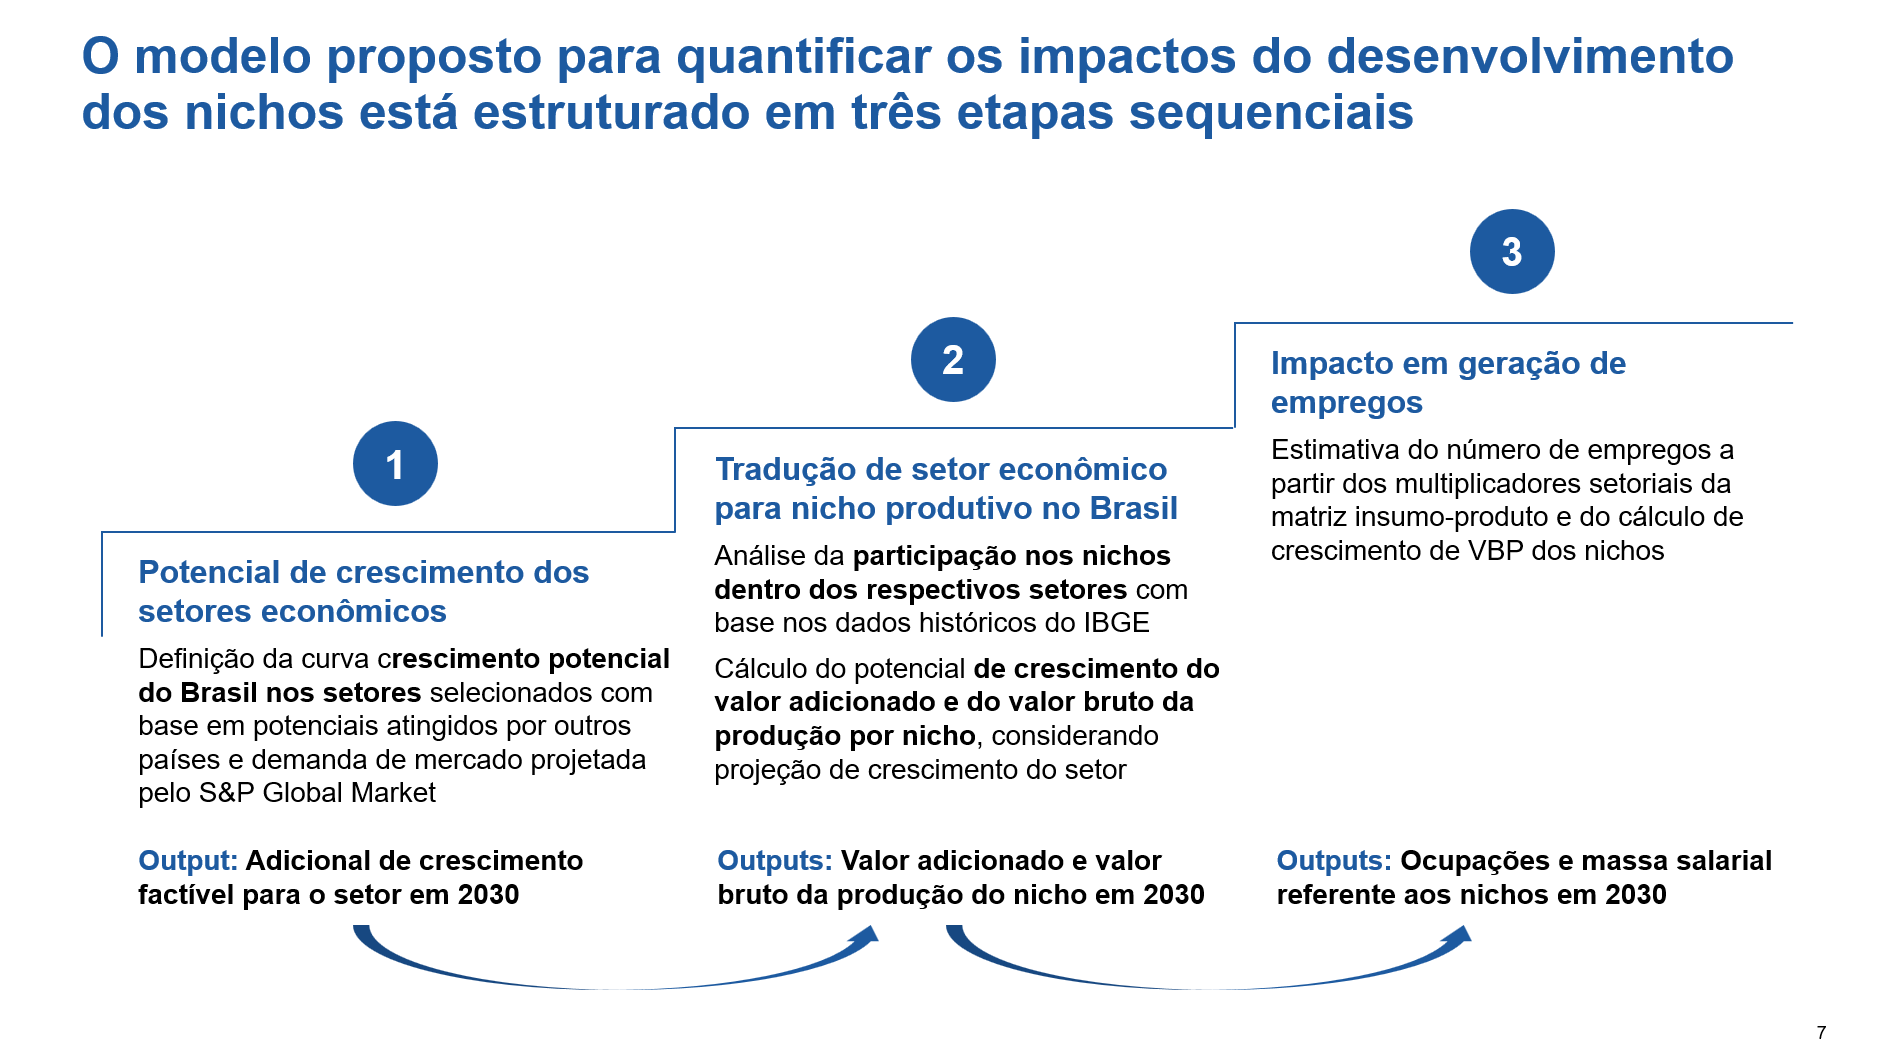 O modelo proposto para quantificar os impactos do desenvolvimento
dos nichos está estruturado em três etapas sequenciais
1
Potencial de crescimento dos
setores econômicos
Definição da curva crescimento potencial
do Brasil nos setores selecionados com
base em potenciais atingidos por outros
países e demanda de mercado projetada
pelo S&P Global Market
Output: Adicional de crescimento
factível para o setor em 2030
2
Tradução de setor econômico
para nicho produtivo no Brasil
Análise da participação nos nichos
dentro dos respectivos setores com
base nos dados históricos do IBGE
Cálculo do potencial de crescimento do
valor adicionado e do valor bruto da
produção por nicho, considerando
projeção de crescimento do setor
Outputs: Valor adicionado e valor
bruto da produção do nicho em 2030
3
Impacto em geração de
empregos
Estimativa do número de empregos a
partir dos multiplicadores setoriais da
matriz insumo-produto e do cálculo de
crescimento de VBP dos nichos
Outputs: Ocupações e massa salarial
referente aos nichos em 2030
7